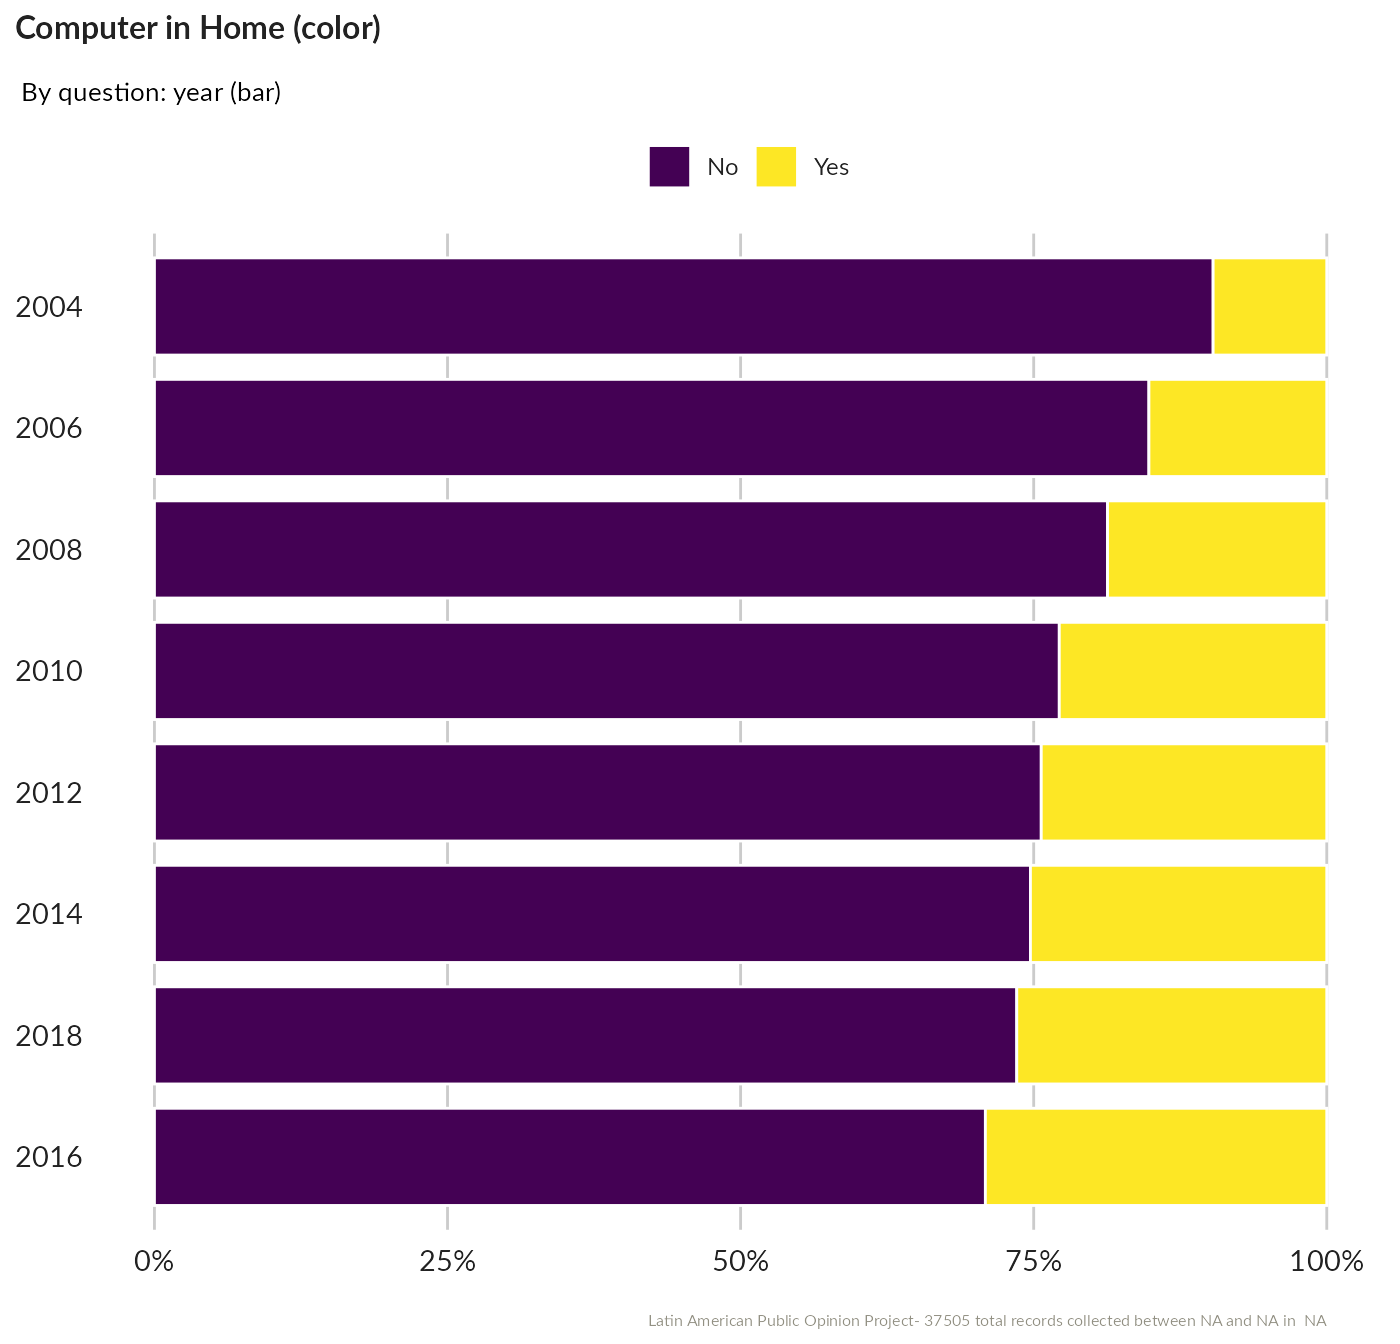 Computer in Home (color)
By question: year (bar)
No Yes
2004
2006
2008
2010
2012
2014
2018
2016
0% 25% 50% 75% 100%
Latin American Public Opinion Project- 37505 total records collected between NA and NA in  NA